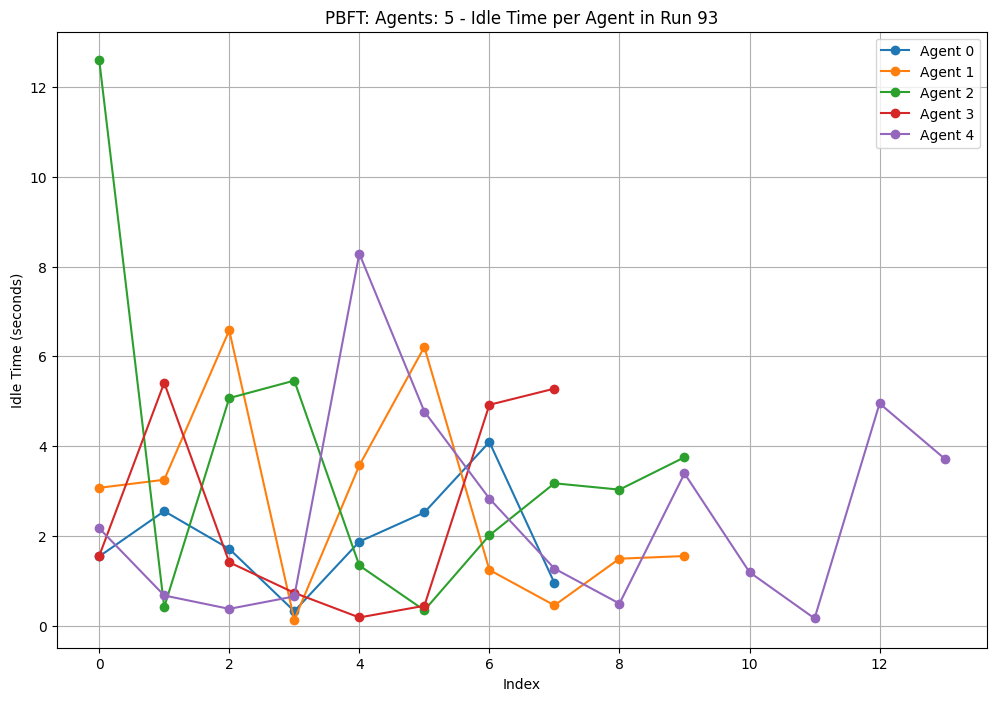 PBFT: Agents: 5 - Idle Time per Agent in Run 93
Agent 0
Agent 1
Agent 2
Agent 3
Agent 4
Idle Time (seconds)
12
10
8
6
4
2
0
0 2 4 6 8 10 12
Index